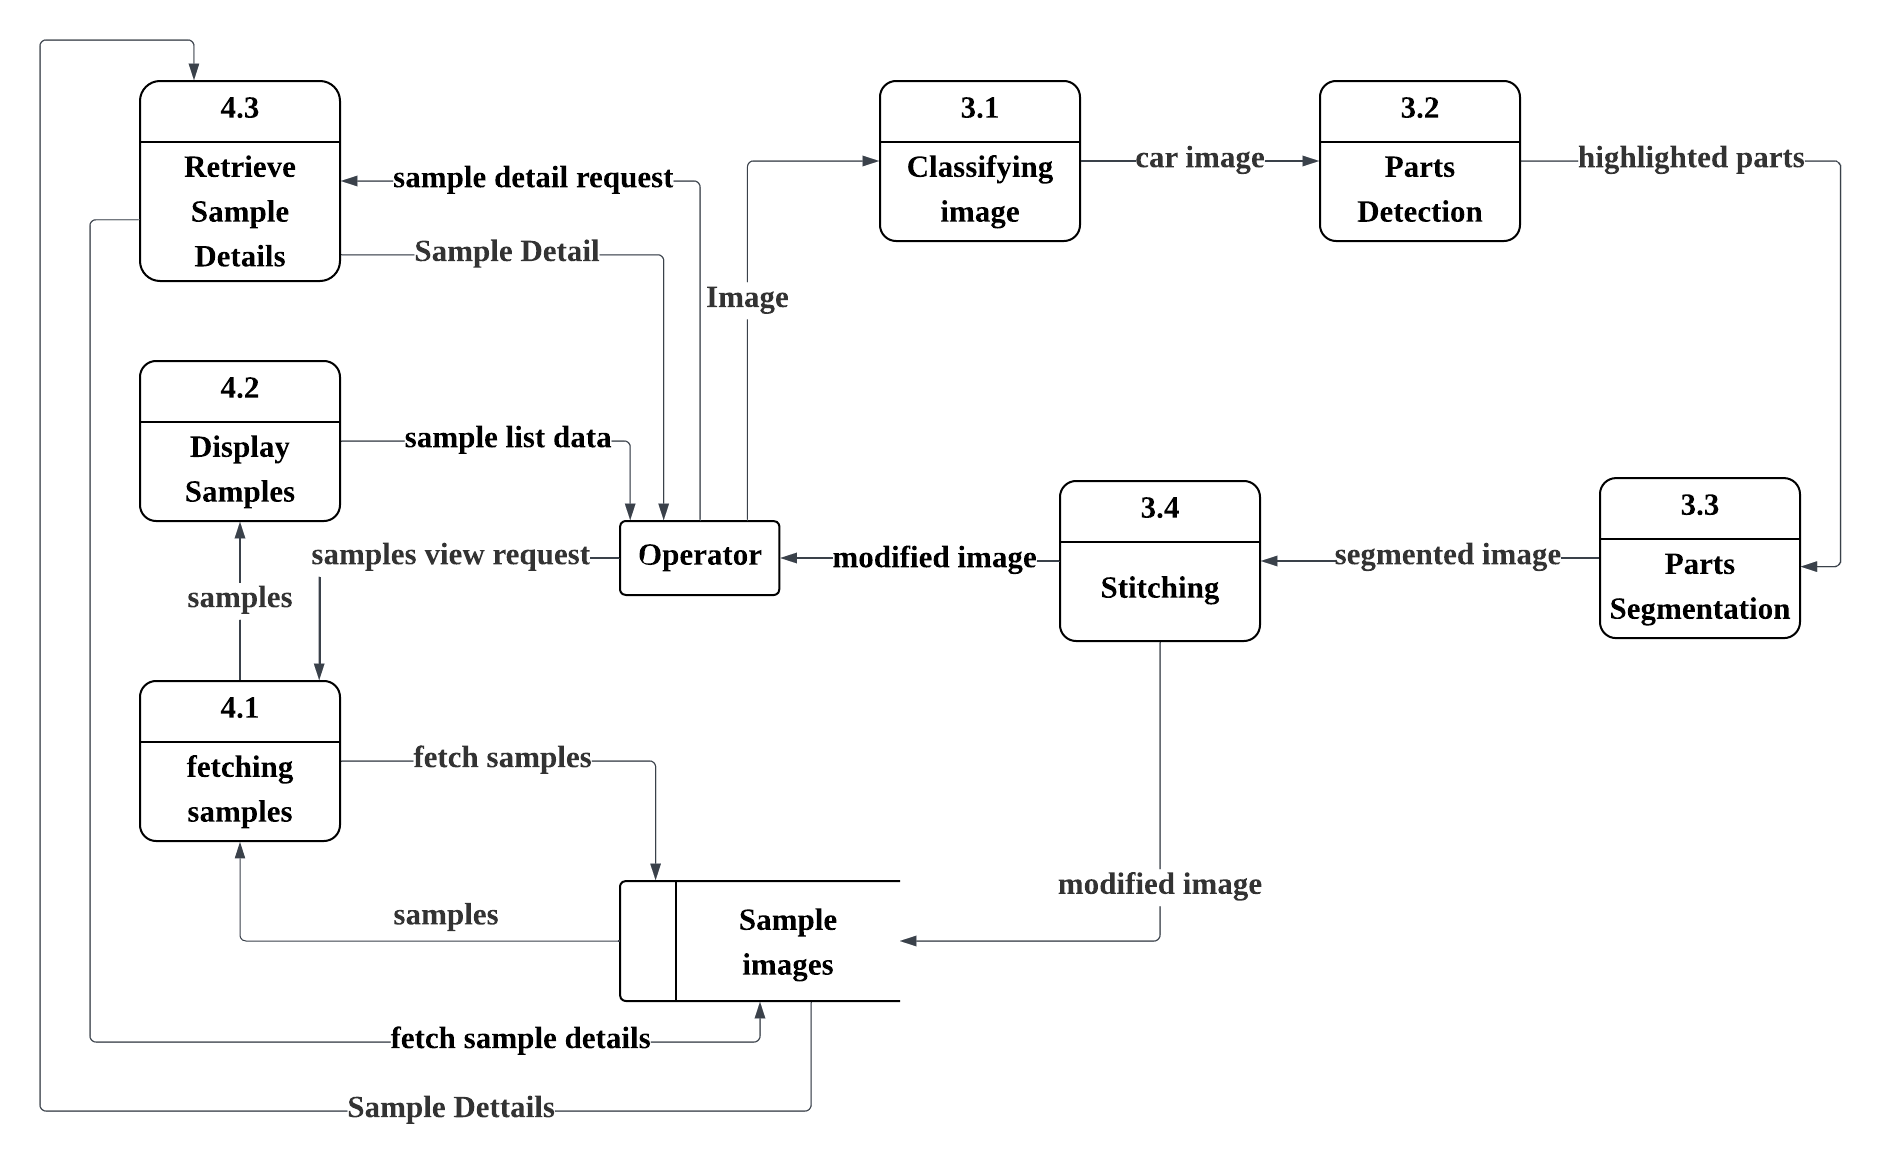 4.3
Retrieve
Sample
Details
sample detail request
Sample Detail
Image
3.1
Classifying
image
car image
3.2
Parts
Detection
highlighted parts
4.2
Display
Samples
sample list data
samples view request
Operator
modified image
3.4
Stitching
segmented image
3.3
Parts
Segmentation
samples
4.1
fetching
samples
fetch samples
samples
Sample
images
modified image
fetch sample details
Sample Dettails